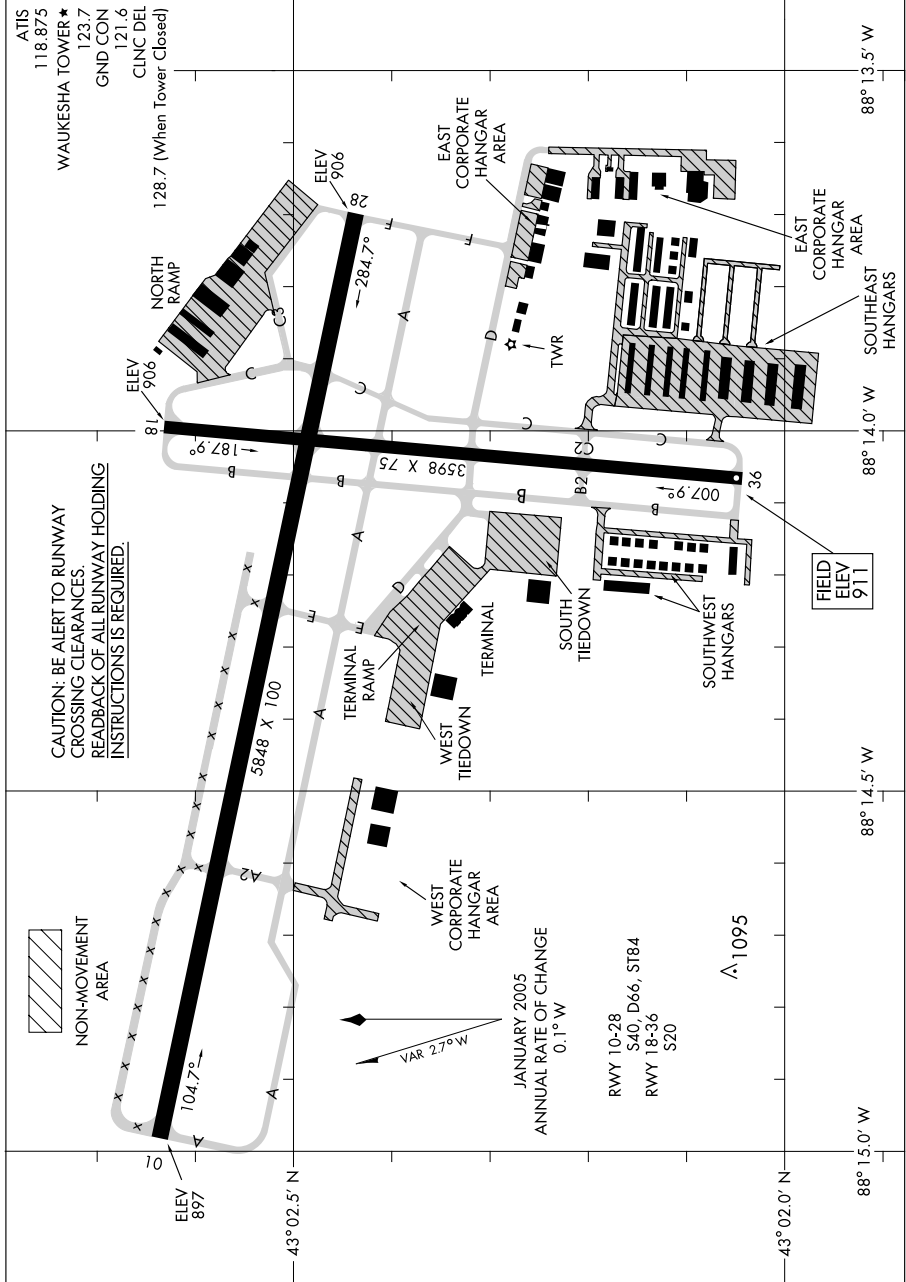 ATIS
118.875
WAUKESHA TOWER★
123.7
GND CON
121.6
CLNC DEL
128.7 (When Tower Closed)
CAUTION: BE ALERT TO RUNWAY
CROSSING CLEARANCES.
READBACK OF ALL RUNWAY HOLDING
INSTRUCTIONS IS REQUIRED.
NON-MOVEMENT
AREA
ELEV
906
18
187.9°
NORTH
RAMP
ELEV
906
28
284.7°
10
104.7°
ELEV
897
5848 X 100
3598 X 75
007.9°
36
FIELD
ELEV
911
A
A
A
A
A
A
A2
B
B
B
B
B2
C
C
C
C
C2
C3
D
D
E
E
F
F
EAST
CORPORATE
HANGAR
AREA
EAST
CORPORATE
HANGAR
AREA
SOUTHEAST
HANGARS
TWR
TERMINAL
RAMP
TERMINAL
WEST
TIEDOWN
SOUTH
TIEDOWN
SOUTHWEST
HANGARS
WEST
CORPORATE
HANGAR
AREA
VAR 2.7° W
JANUARY 2005
ANNUAL RATE OF CHANGE
0.1° W
RWY 10-28
S40, D66, ST84
RWY 18-36
S20
1095
43° 02.5' N
43° 02.0' N
88° 15.0' W
88° 14.5' W
88° 14.0' W
88° 13.5' W